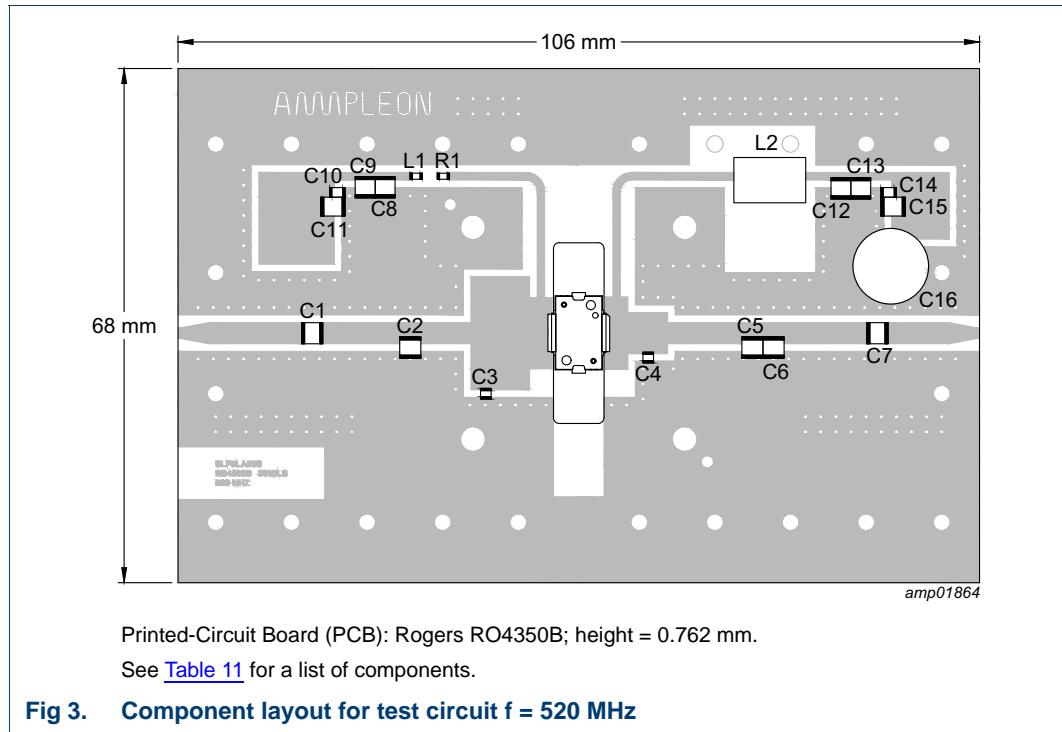 106 mm
AMPLEON
L2
L1 R1
C9
C13
C10
C14
C8
C12
C15
C11
C16
C1
68 mm
C2
C5
C7
C6
C4
C3
amp01864
Printed-Circuit Board (PCB): Rogers RO4350B; height = 0.762 mm.
See Table 11 for a list of components.
Fig 3. Component layout for test circuit f = 520 MHz